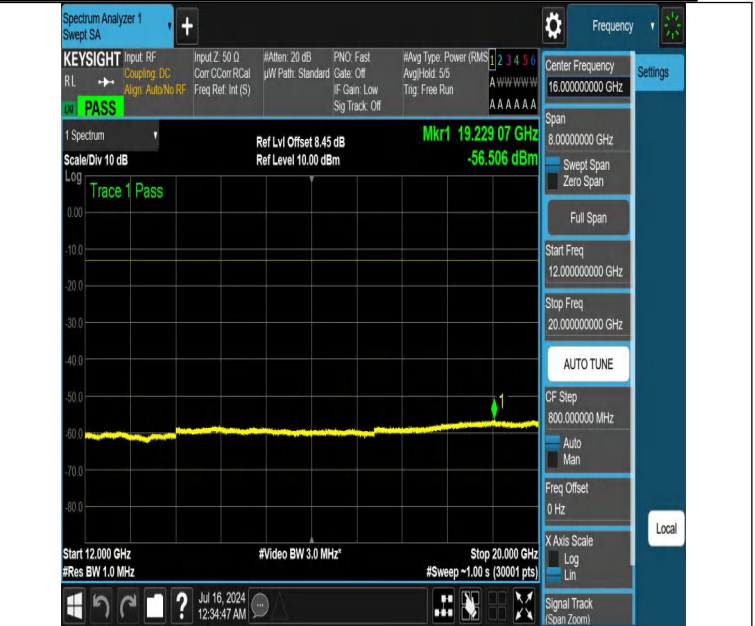 Spectrum Analyzer 1
Swept SA
Frequency
KEYSIGHT
RL
PASS
Input: RF
Coupling: DC
Align: Auto/No RF
Input Z: 50 Ω
Corr CCorr RCal
Freq Ref: Int (S)
#Atten: 20 dB
µW Path: Standard
PNO: Fast
Gate: Off
IF Gain: Low
Sig Track: Off
#Avg Type: Power (RMS
Avg|Hold: 5/5
Trig: Free Run
1 2 3 4 5 6
A W W W W W
A A A A A A
1 Spectrum
Scale/Div 10 dB
Ref Lvl Offset 8.45 dB
Ref Level 10.00 dBm
Mkr1 19.229 07 GHz
-56.506 dBm
Log
Trace 1 Pass
0.00
-10.0
-20.0
-30.0
-40.0
-50.0
-60.0
-70.0
-80.0
1
Start 12.000 GHz
#Res BW 1.0 MHz
#Video BW 3.0 MHz*
Stop 20.000 GHz
#Sweep ~1.00 s (30001 pts)
Center Frequency
16.000000000 GHz
Settings
Span
8.00000000 GHz
Swept Span
Zero Span
Full Span
Start Freq
12.000000000 GHz
Stop Freq
20.000000000 GHz
AUTO TUNE
CF Step
800.000000 MHz
Auto
Man
Freq Offset
0 Hz
X Axis Scale
Log
Lin
Local
Signal Track
(Span Zoom)
?
Jul 16, 2024
12:34:47 AM